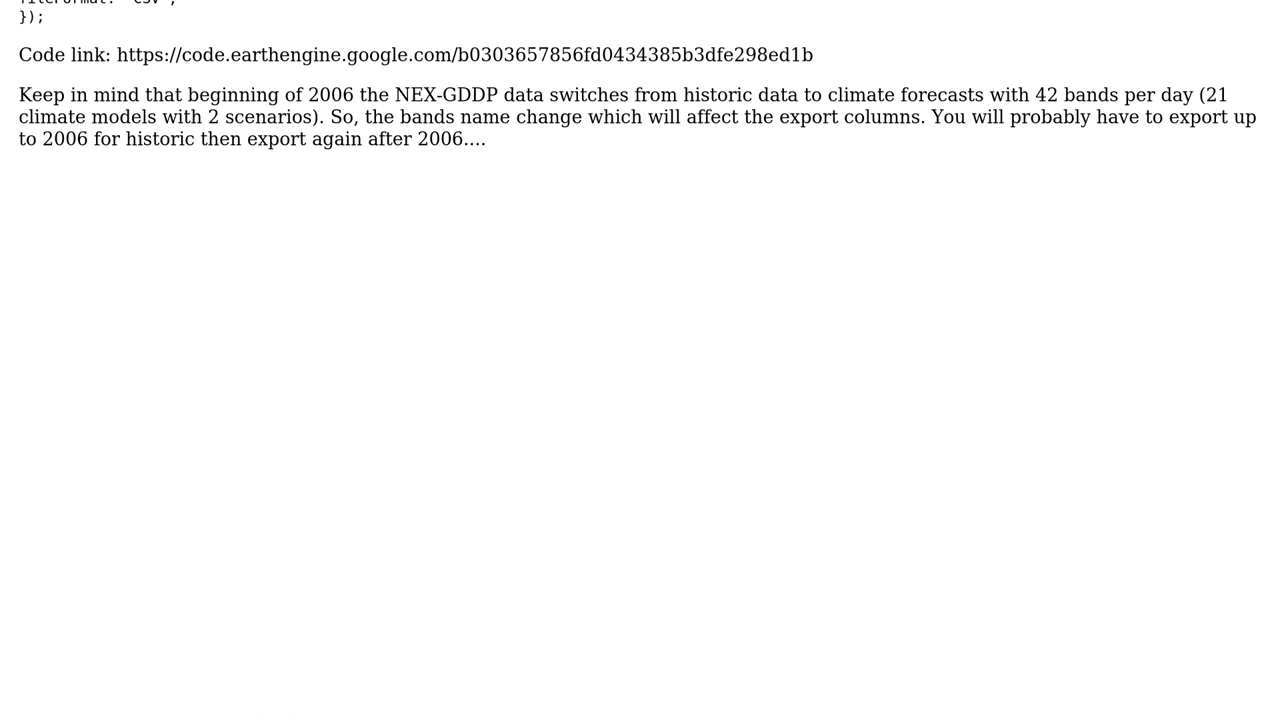 });
Code link: https://code.earthengine.google.com/b0303657856fd0434385b3dfe298ed1b
Keep in mind that beginning of 2006 the NEX-GDDP data switches from historic data to climate forecasts with 42 bands per day (21
climate models with 2 scenarios). So, the bands name change which will affect the export columns. You will probably have to export up
to 2006 for historic then export again after 2006....